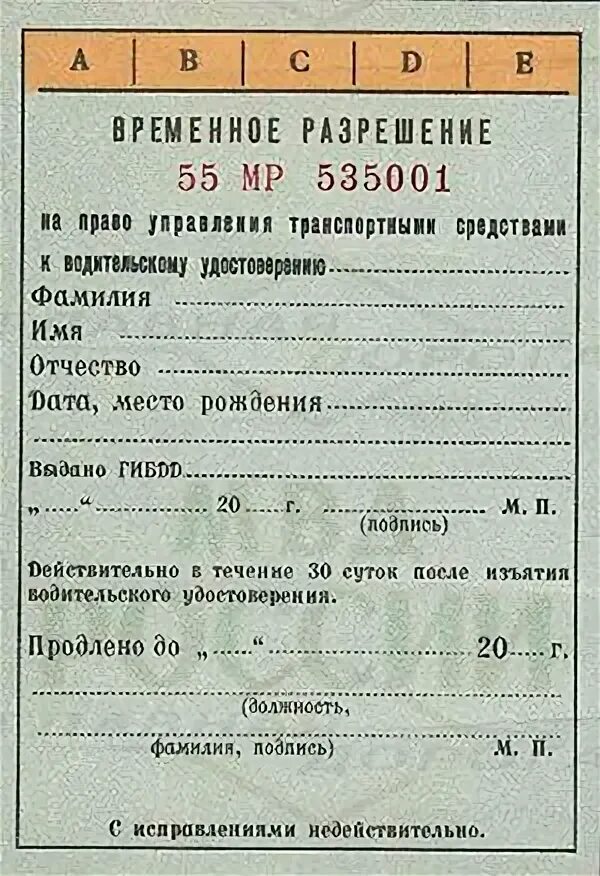 A | B | C | D | E
ВРЕМЕННОЕ РАЗРЕШЕНИЕ
55 МР 535001
на право управления транспортными средствами
к водительскому удостоверению
Фамилия
Имя
Отчество
Дата, место рождения
Выдано ГИБДД
„.....“ 20.....г. М. П.
(подпись)
Действительно в течение 30 суток после изъятия
водительского удостоверения.
Продлено до „.....“ 20.....г.
(должность,
фамилия, подпись) М. П.
С исправлениями недействительно.